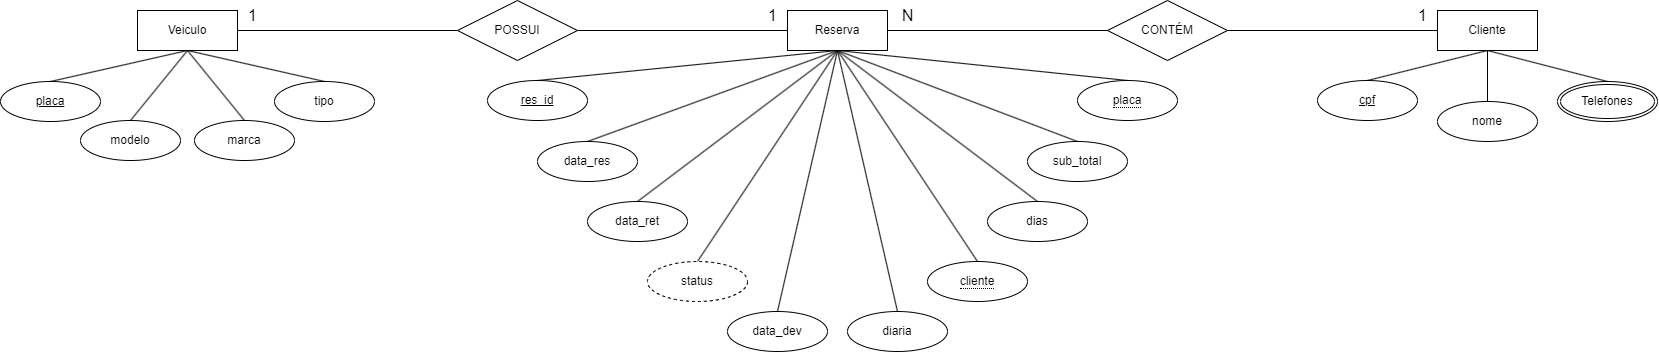 Veiculo
1
POSSUI
1
Reserva
N
CONTÉM
1
Cliente
placa
modelo
marca
tipo
res_id
data_res
data_ret
status
data_dev
diaria
cliente
dias
sub_total
placa
cpf
nome
Telefones